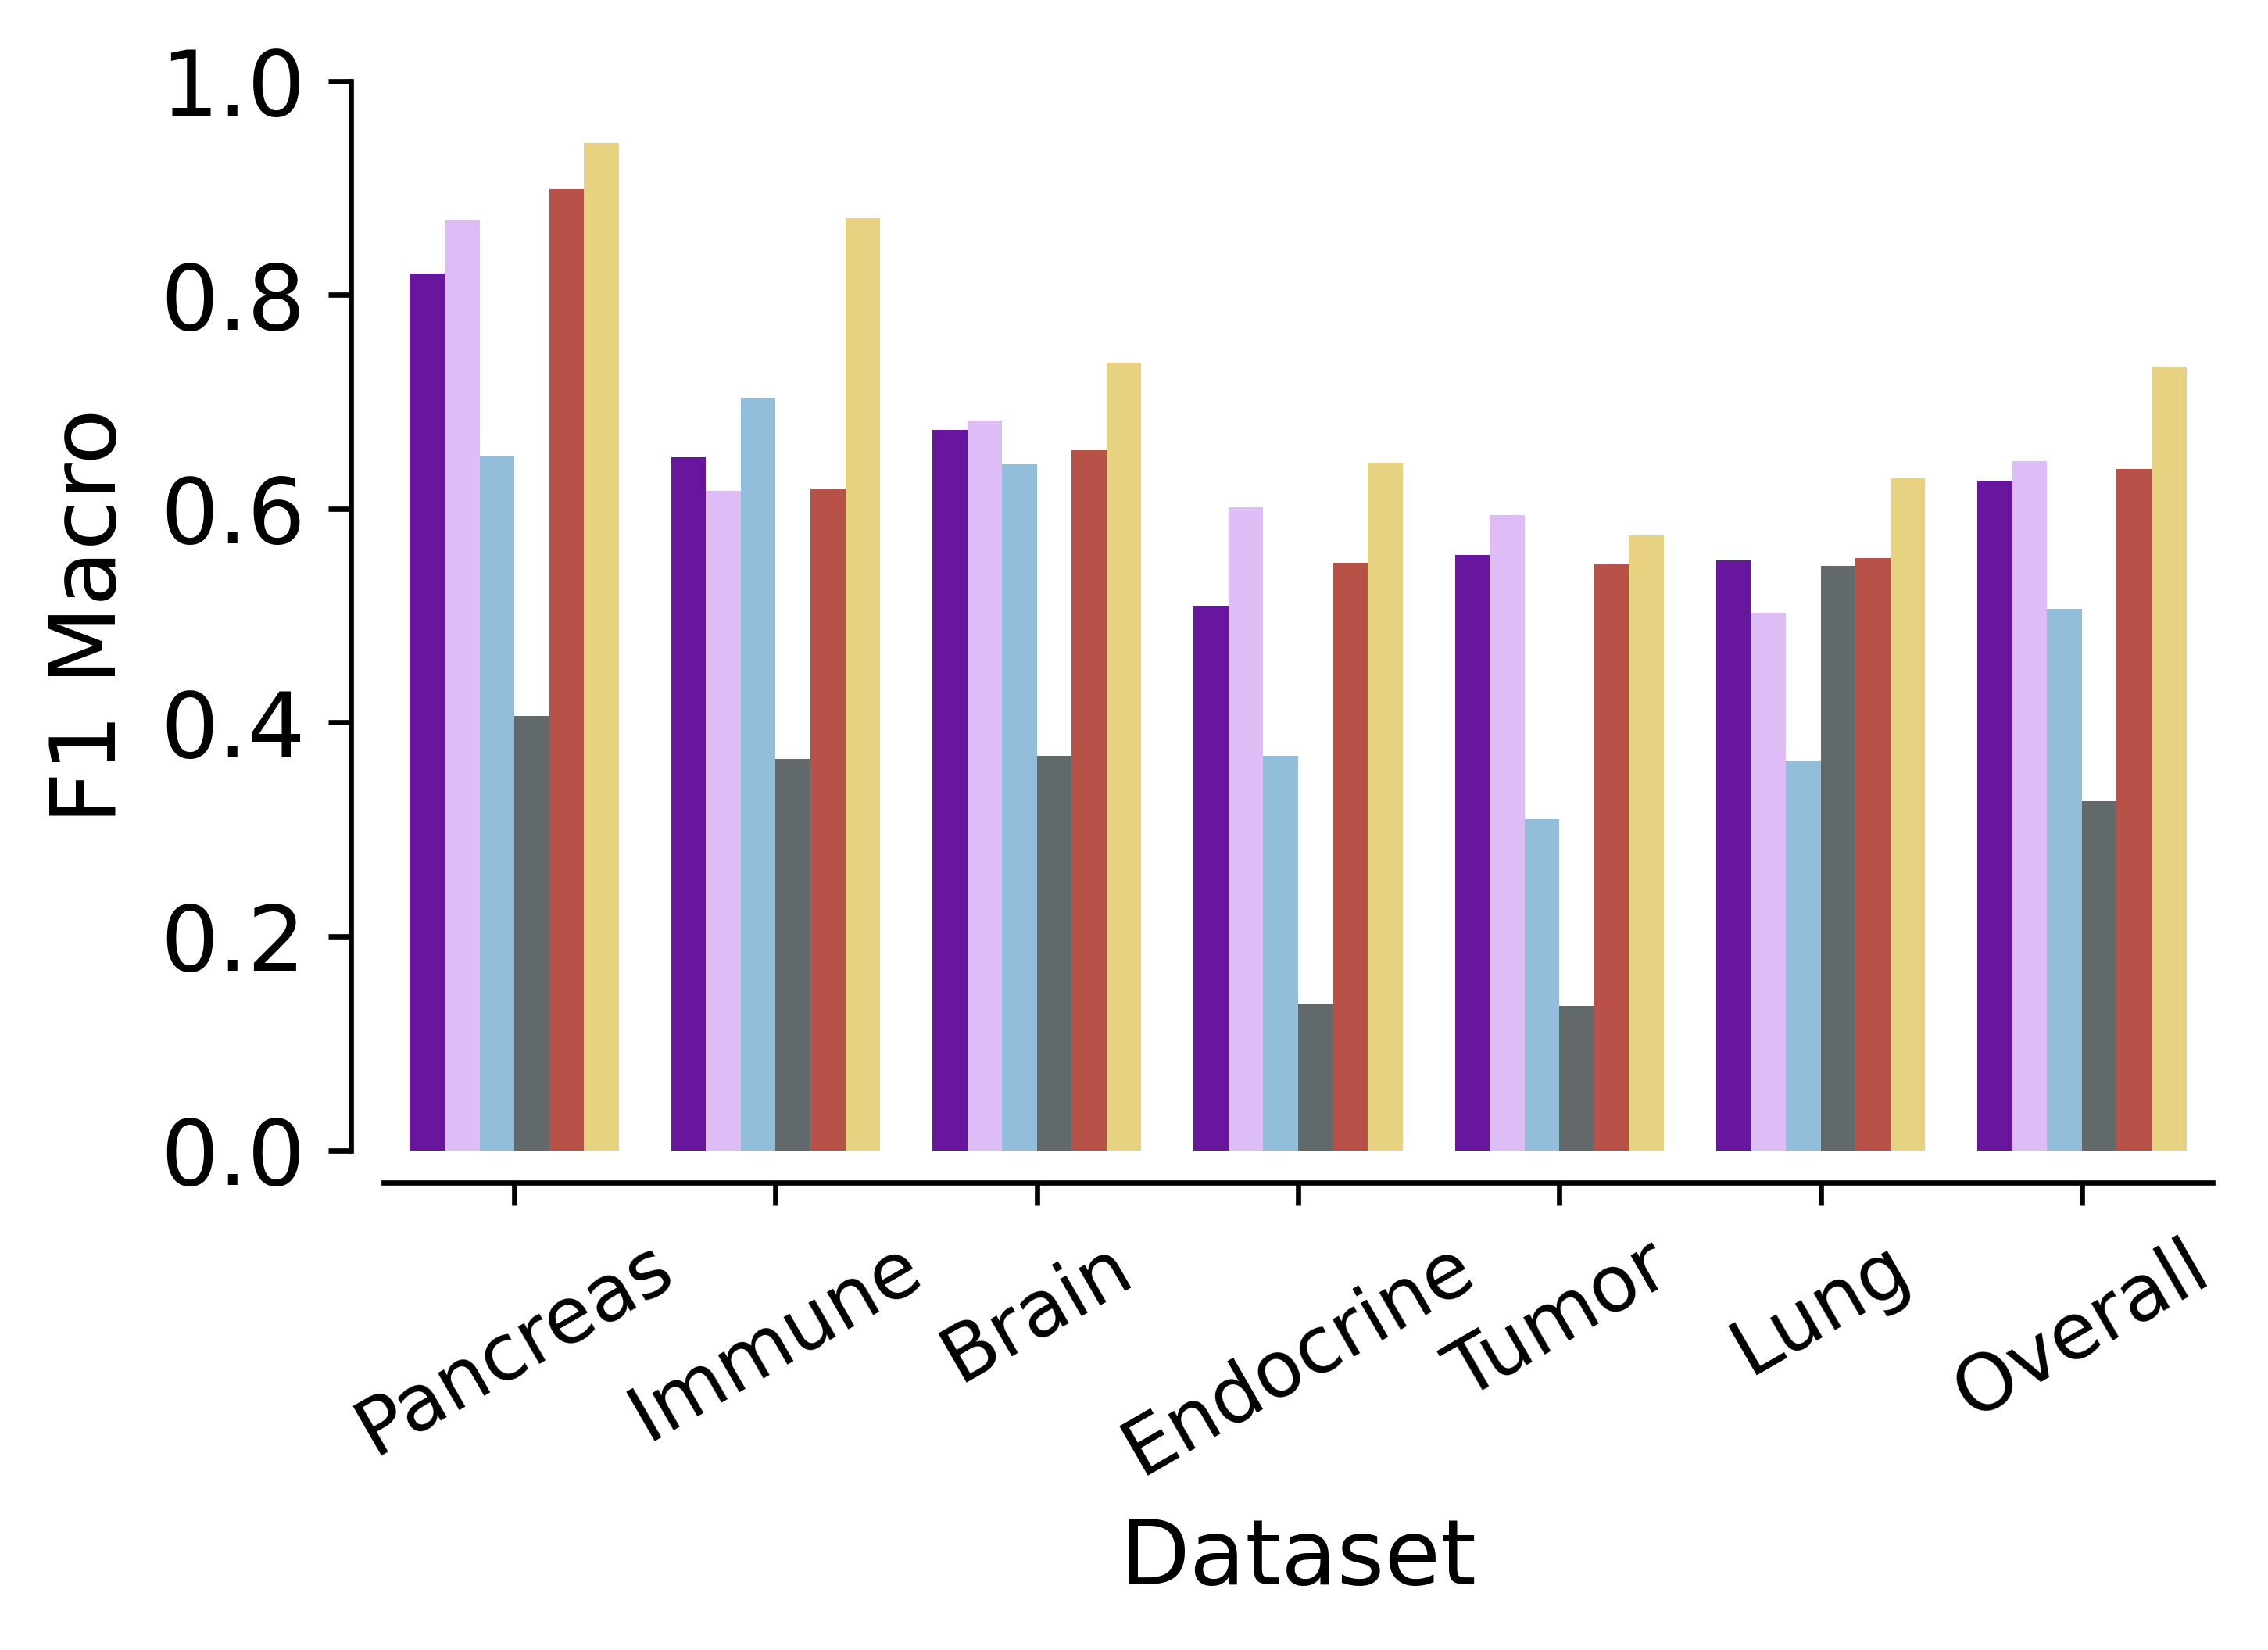 1.0
0.8
0.6
0.4
0.2
0.0
F1 Macro
Pancreas
Immune
Brain
Endocrine
Tumor
Lung
Overall
Dataset